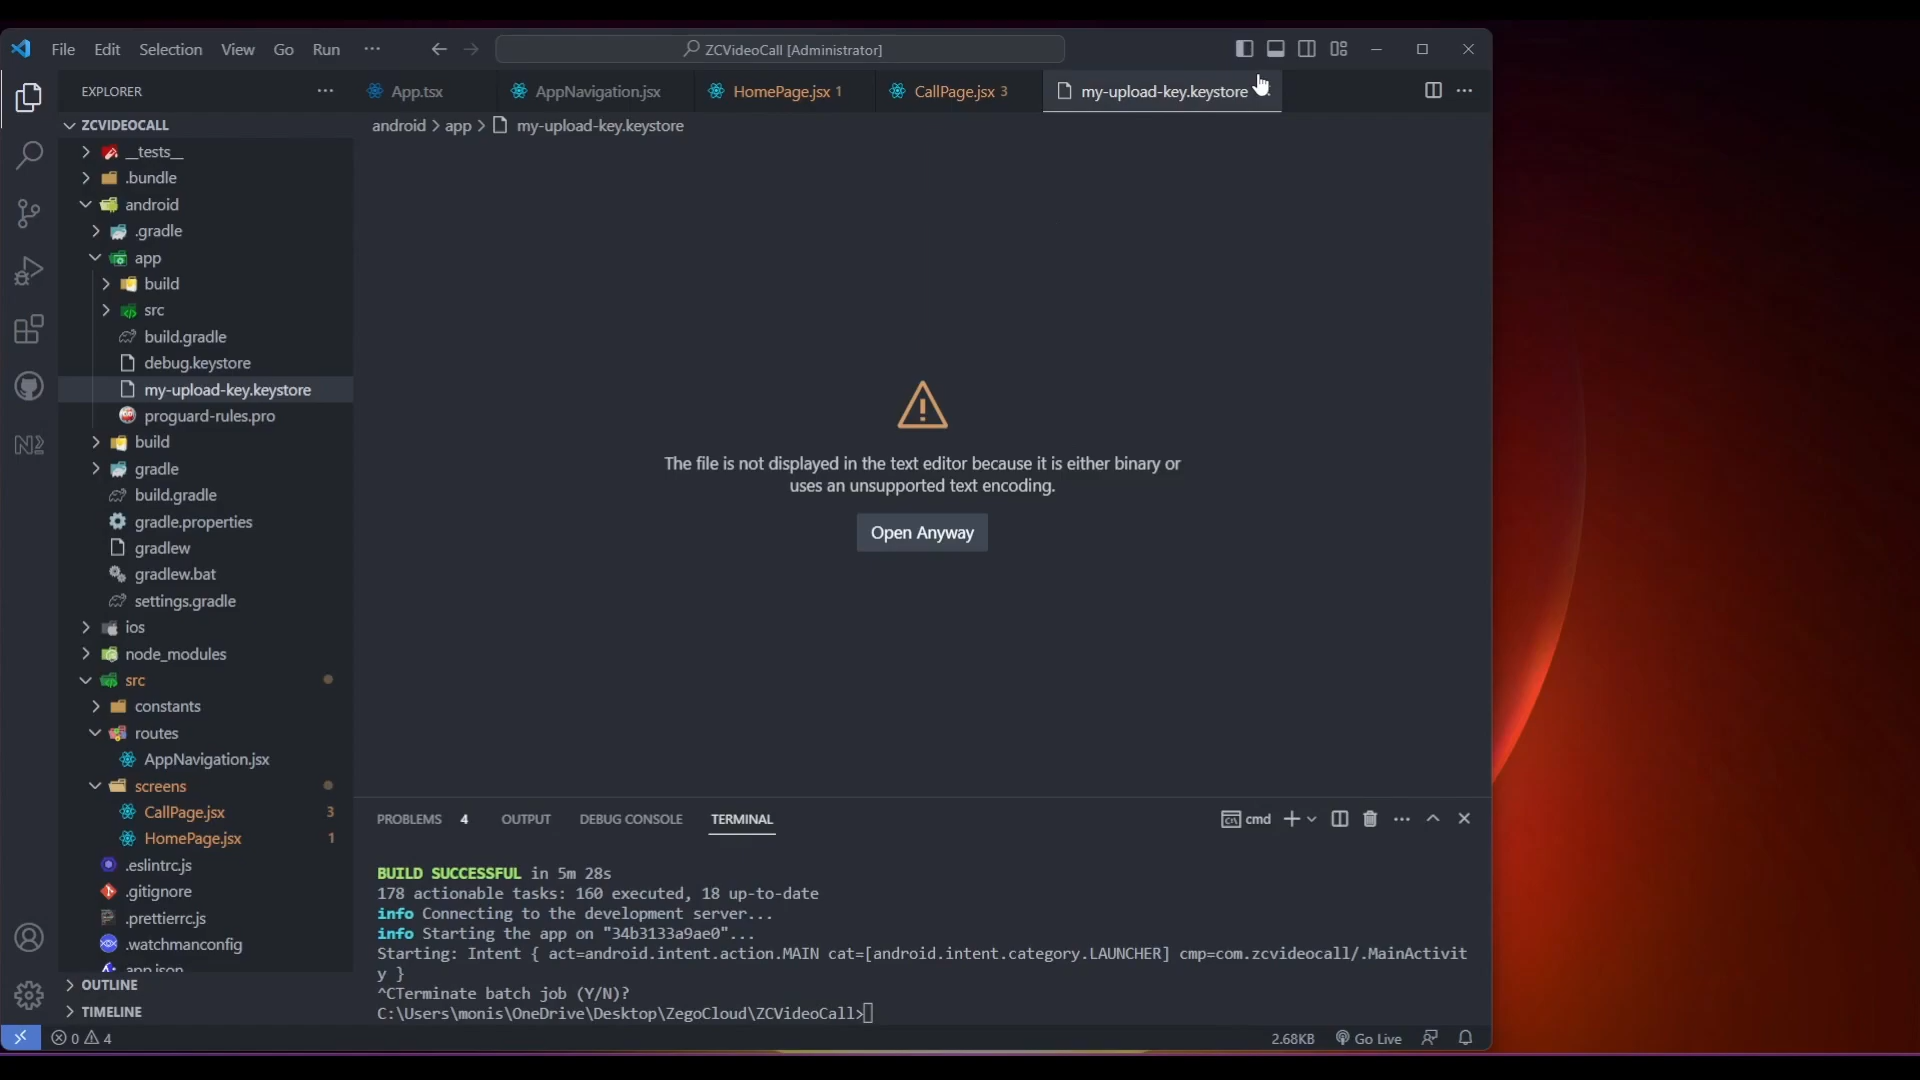 File Edit Selection View Go Run ···
ZCVideoCall [Administrator]
EXPLORER ···
App.tsx
AppNavigation.jsx
HomePage.jsx 1
CallPage.jsx 3
my-upload-key.keystore
ZCVIDEOCALL
android > app > my-upload-key.keystore
__tests__
.bundle
android
.gradle
app
build
src
build.gradle
debug.keystore
my-upload-key.keystore
proguard-rules.pro
build
gradle
build.gradle
gradle.properties
gradlew
gradlew.bat
settings.gradle
ios
node_modules
src
constants
routes
AppNavigation.jsx
screens
CallPage.jsx 3
HomePage.jsx 1
.eslintrc.js
.gitignore
.prettierrc.js
.watchmanconfig
app.json
OUTLINE
TIMELINE
The file is not displayed in the text editor because it is either binary or
uses an unsupported text encoding.
Open Anyway
PROBLEMS 4 OUTPUT DEBUG CONSOLE TERMINAL
cmd
BUILD SUCCESSFUL in 5m 28s
178 actionable tasks: 160 executed, 18 up-to-date
info Connecting to the development server...
info Starting the app on "34b3133a9ae0"...
Starting: Intent { act=android.intent.action.MAIN cat=[android.intent.category.LAUNCHER] cmp=com.zcvideocall/.MainActivit
y }
^CTerminate batch job (Y/N)?
C:\Users\monis\OneDrive\Desktop\ZegoCloud\ZCVideoCall>
0 4
2.68KB Go Live